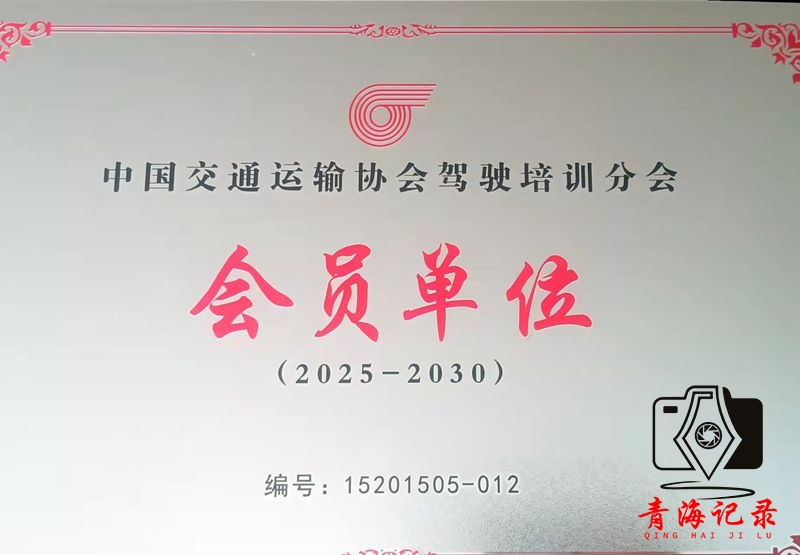 中国交通运输协会驾驶培训分会
会员单位
（2025－2030）
编号：15201505-012
青海记录
QING HAI JI LU